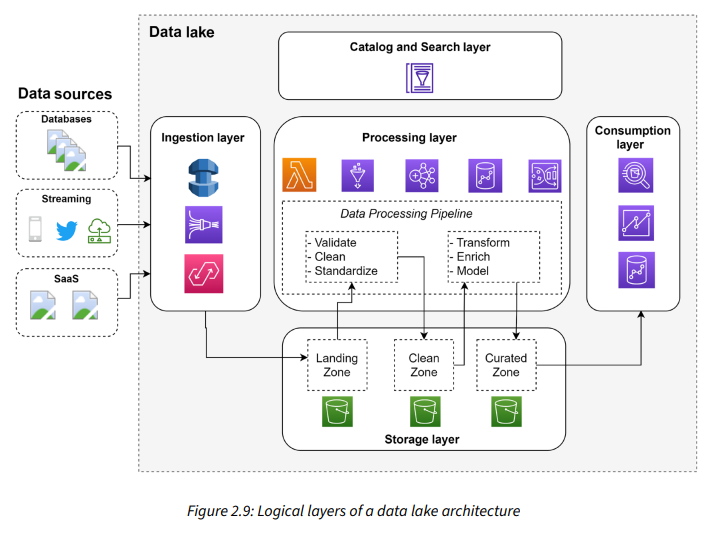 Data lake
Catalog and Search layer
Data sources
Databases
Streaming
SaaS
Ingestion layer
Processing layer
Data Processing Pipeline
- Validate
- Clean
- Standardize
- Transform
- Enrich
- Model
Consumption
layer
Landing
Zone
Clean
Zone
Curated
Zone
Storage layer
Figure 2.9: Logical layers of a data lake architecture